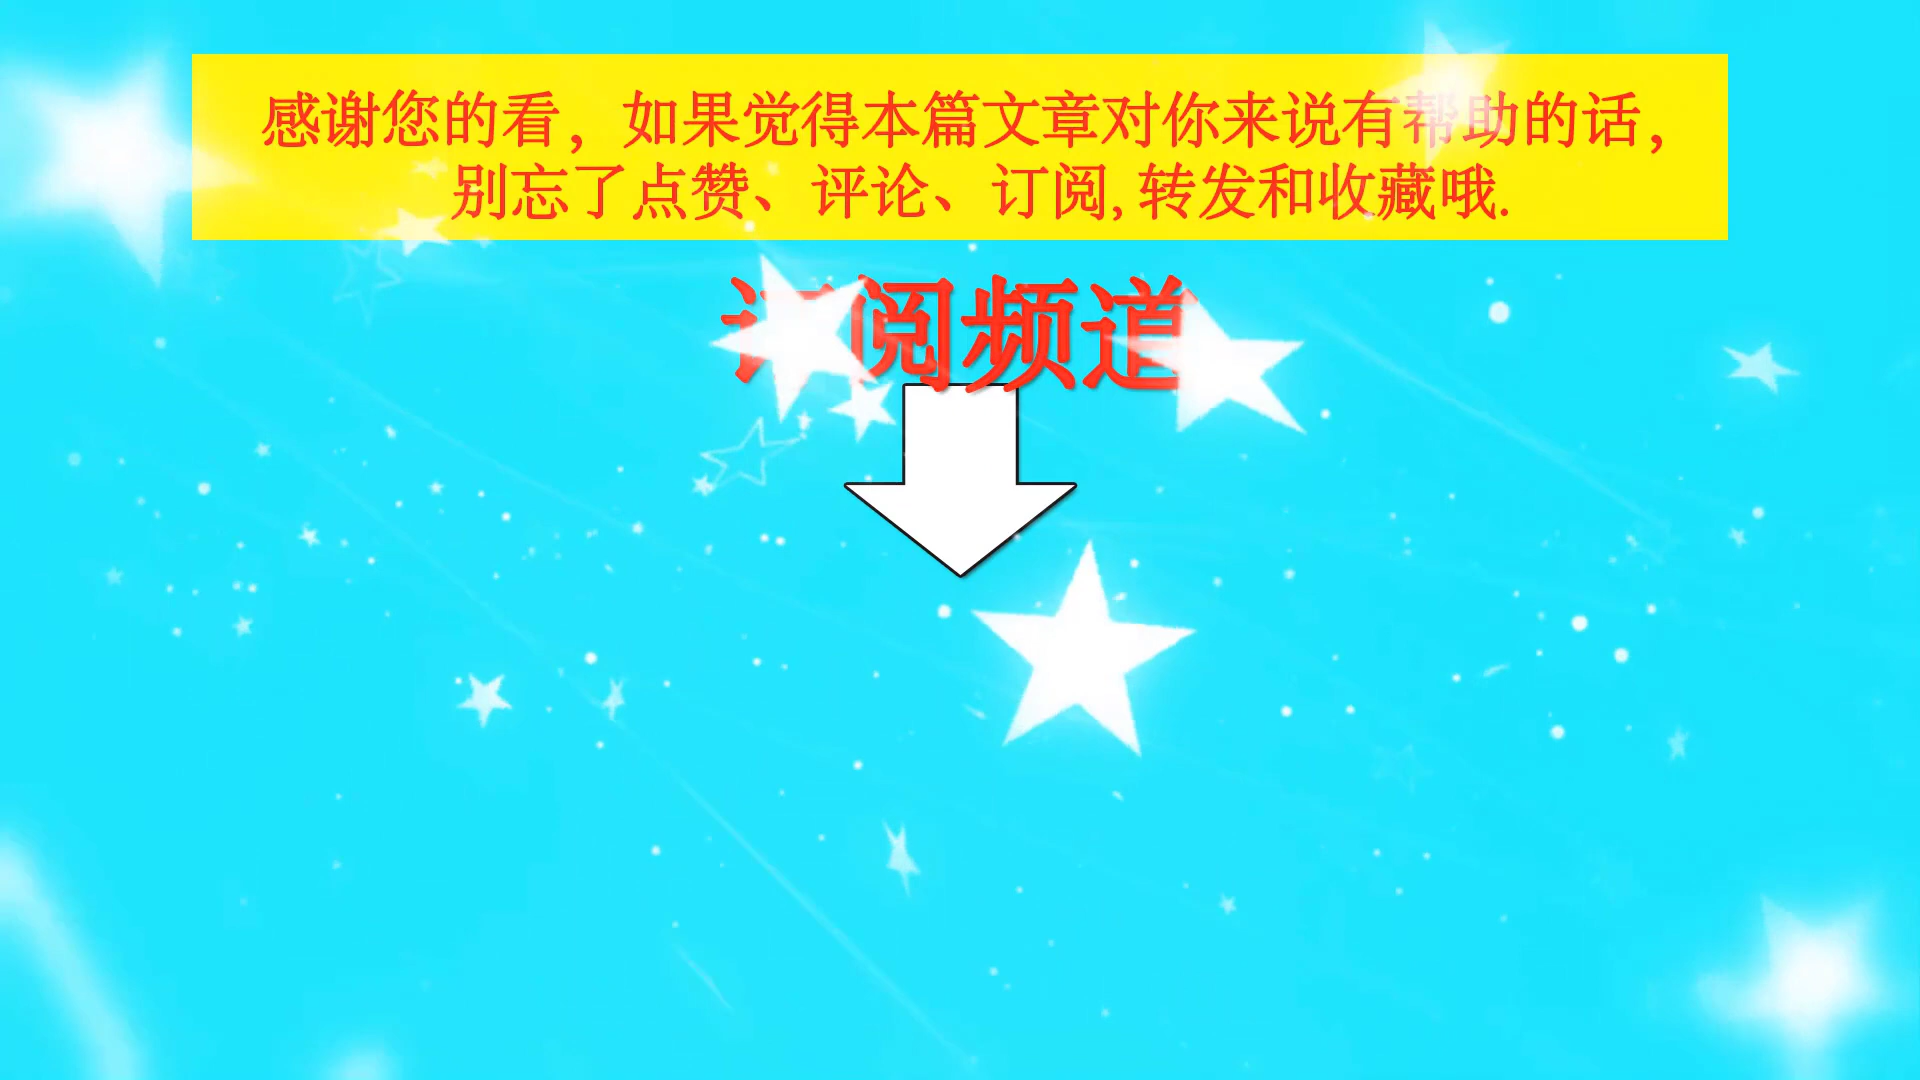 感谢您的看，如果觉得本篇文章对你来说有帮助的话，
别忘了点赞、评论、订阅,转发和收藏哦.
订阅频道